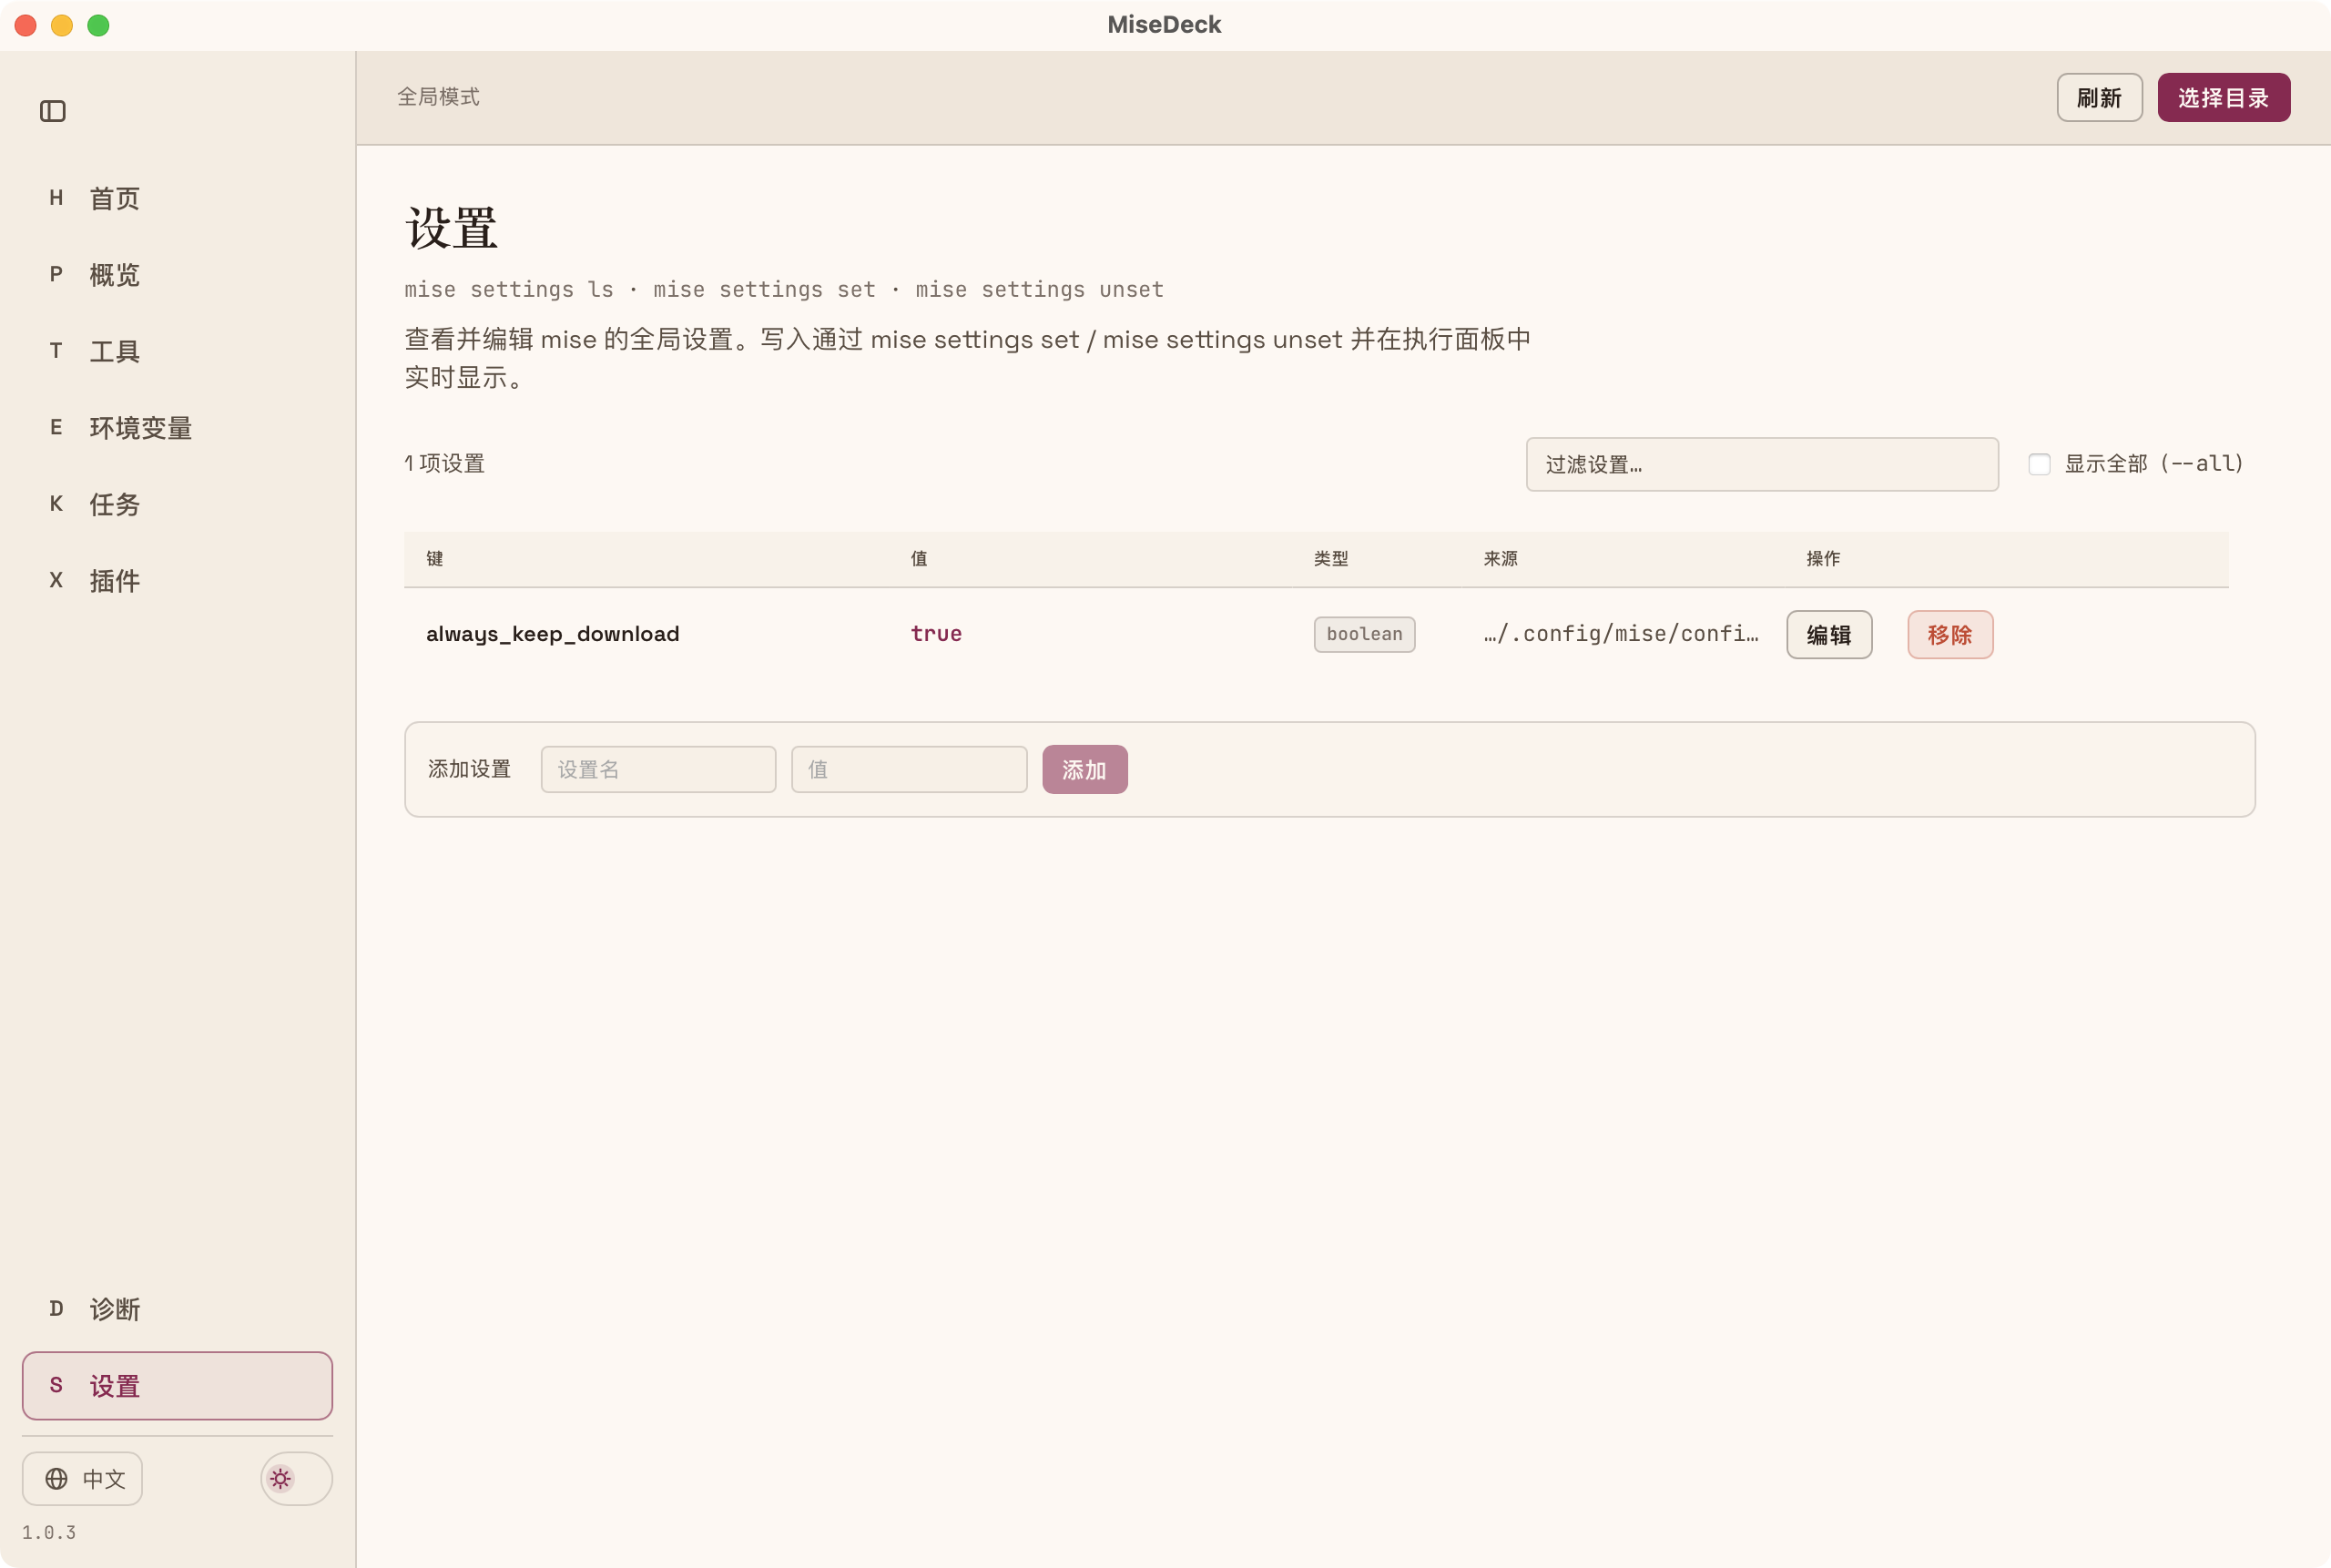 MiseDeck
全局模式
刷新
选择目录
H 首页
P 概览
T 工具
E 环境变量
K 任务
X 插件
D 诊断
S 设置
中文
1.0.3
设置
mise settings ls · mise settings set · mise settings unset
查看并编辑 mise 的全局设置。写入通过 mise settings set / mise settings unset 并在执行面板中
实时显示。
1 项设置
过滤设置…
显示全部 (--all)
键 值 类型 来源 操作
always_keep_download true boolean …/.config/mise/confi… 编辑 移除
添加设置 设置名 值 添加